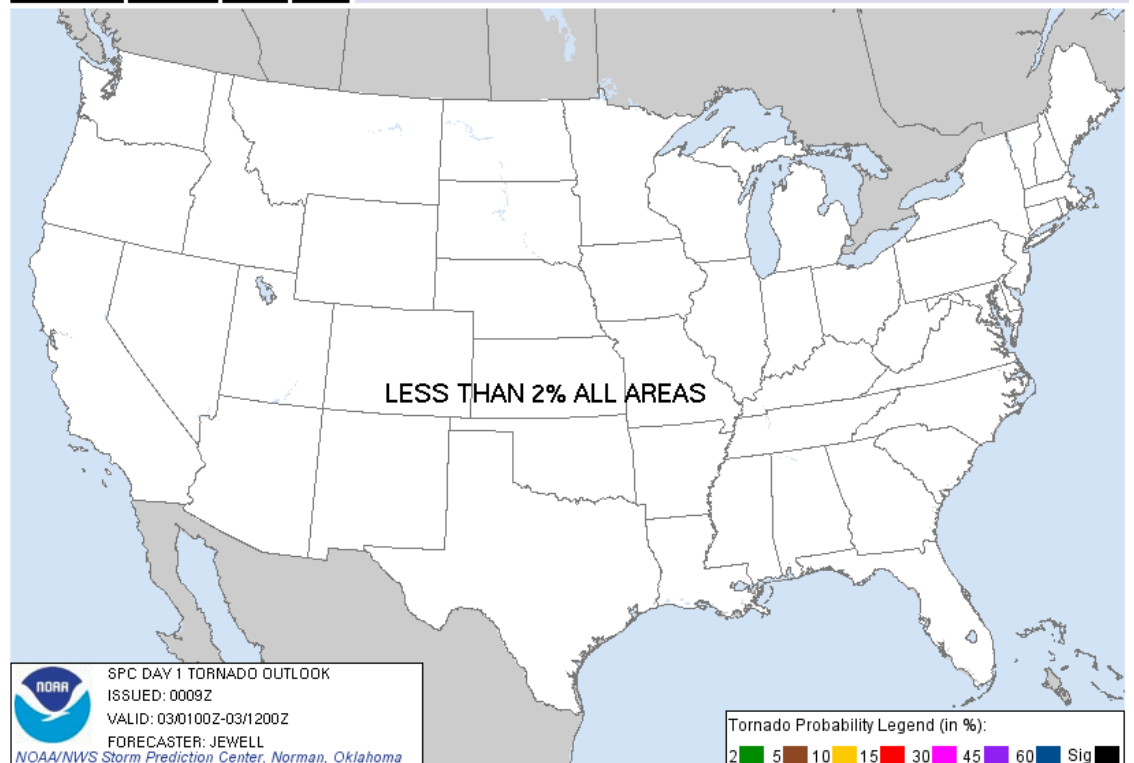 LESS THAN 2% ALL AREAS
NOAA
SPC DAY 1 TORNADO OUTLOOK
ISSUED: 0009Z
VALID: 03/0100Z-03/1200Z
FORECASTER: JEWELL
NOAA/NWS Storm Prediction Center, Norman, Oklahoma
Tornado Probability Legend (in %):
2 5 10 15 30 45 60 Sig